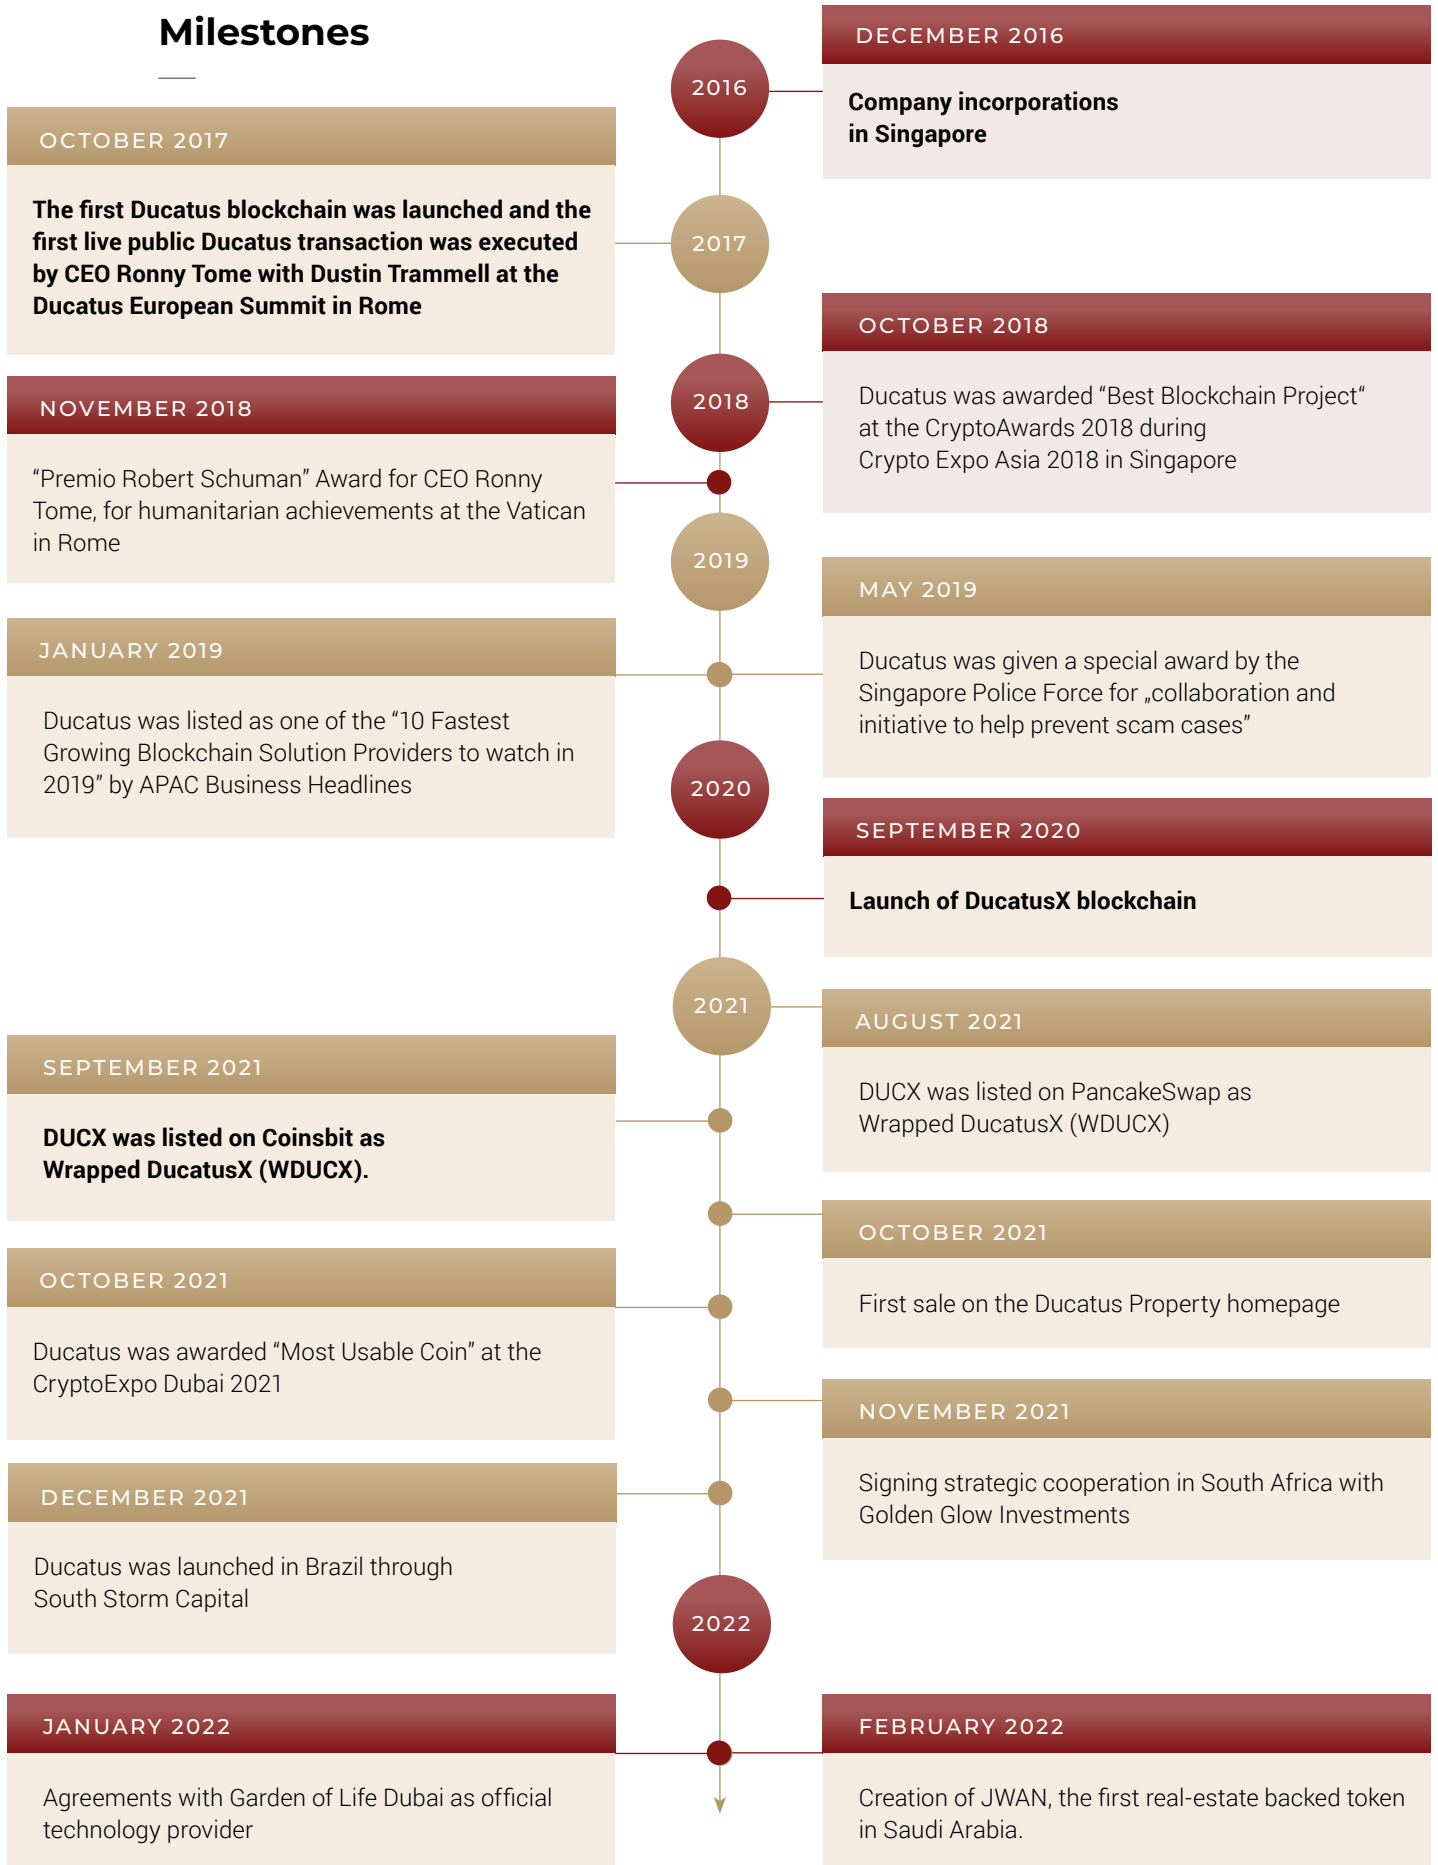 Milestones
2016
DECEMBER 2016
Company incorporations
in Singapore
OCTOBER 2017
The first Ducatus blockchain was launched and the
first live public Ducatus transaction was executed
by CEO Ronny Tome with Dustin Trammell at the
Ducatus European Summit in Rome
2017
OCTOBER 2018
Ducatus was awarded “Best Blockchain Project“
at the CryptoAwards 2018 during
Crypto Expo Asia 2018 in Singapore
2018
NOVEMBER 2018
“Premio Robert Schuman” Award for CEO Ronny
Tome, for humanitarian achievements at the Vatican
in Rome
2019
JANUARY 2019
Ducatus was listed as one of the “10 Fastest
Growing Blockchain Solution Providers to watch in
2019” by APAC Business Headlines
MAY 2019
Ducatus was given a special award by the
Singapore Police Force for „collaboration and
initiative to help prevent scam cases”
2020
SEPTEMBER 2020
Launch of DucatusX blockchain
2021
AUGUST 2021
DUCX was listed on PancakeSwap as
Wrapped DucatusX (WDUCX)
SEPTEMBER 2021
DUCX was listed on Coinsbit as
Wrapped DucatusX (WDUCX).
OCTOBER 2021
First sale on the Ducatus Property homepage
OCTOBER 2021
Ducatus was awarded “Most Usable Coin” at the
CryptoExpo Dubai 2021
NOVEMBER 2021
Signing strategic cooperation in South Africa with
Golden Glow Investments
DECEMBER 2021
Ducatus was launched in Brazil through
South Storm Capital
2022
JANUARY 2022
Agreements with Garden of Life Dubai as official
technology provider
FEBRUARY 2022
Creation of JWAN, the first real-estate backed token
in Saudi Arabia.